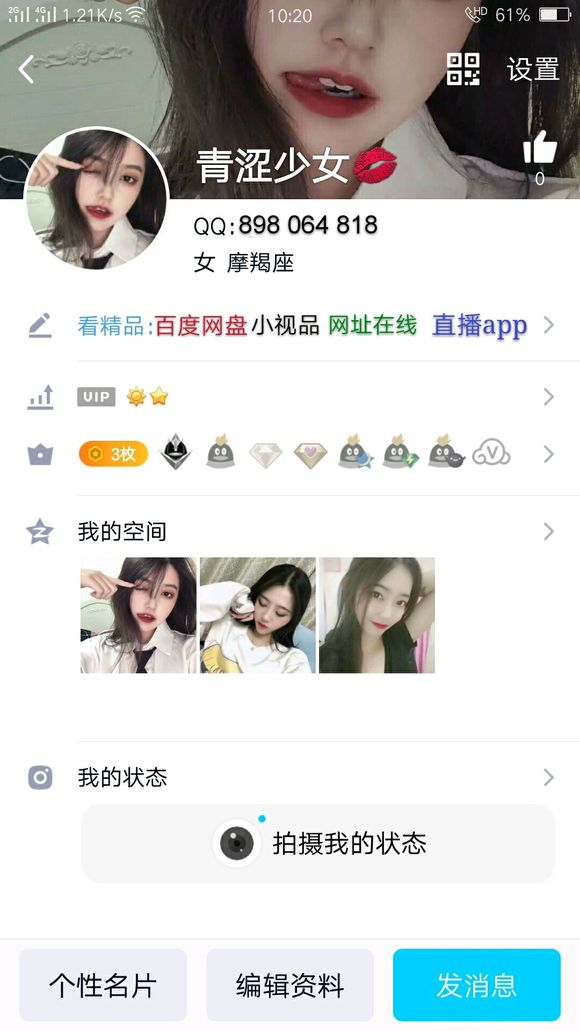 2G 4G 1.21K/s 10:20 HD 61%
设置
青涩少女💋
0
QQ:898 064 818
女 摩羯座
看精品:百度网盘小视品 网址在线 直播app
VIP
3枚
V
我的空间
我的状态
拍摄我的状态
个性名片 编辑资料 发消息